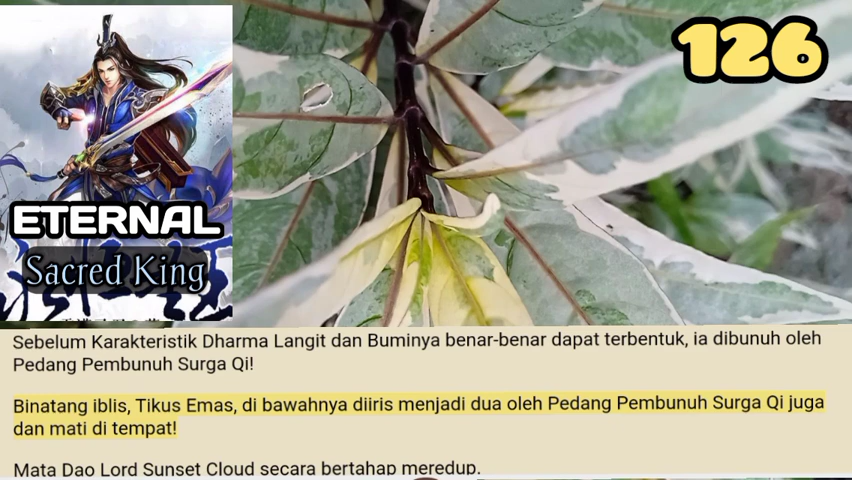 126
ETERNAL
Sacred King
Sebelum Karakteristik Dharma Langit dan Buminya benar-benar dapat terbentuk, ia dibunuh oleh
Pedang Pembunuh Surga Qi!
Binatang iblis, Tikus Emas, di bawahnya diiris menjadi dua oleh Pedang Pembunuh Surga Qi juga
dan mati di tempat!
Mata Dao Lord Sunset Cloud secara bertahap meredup.